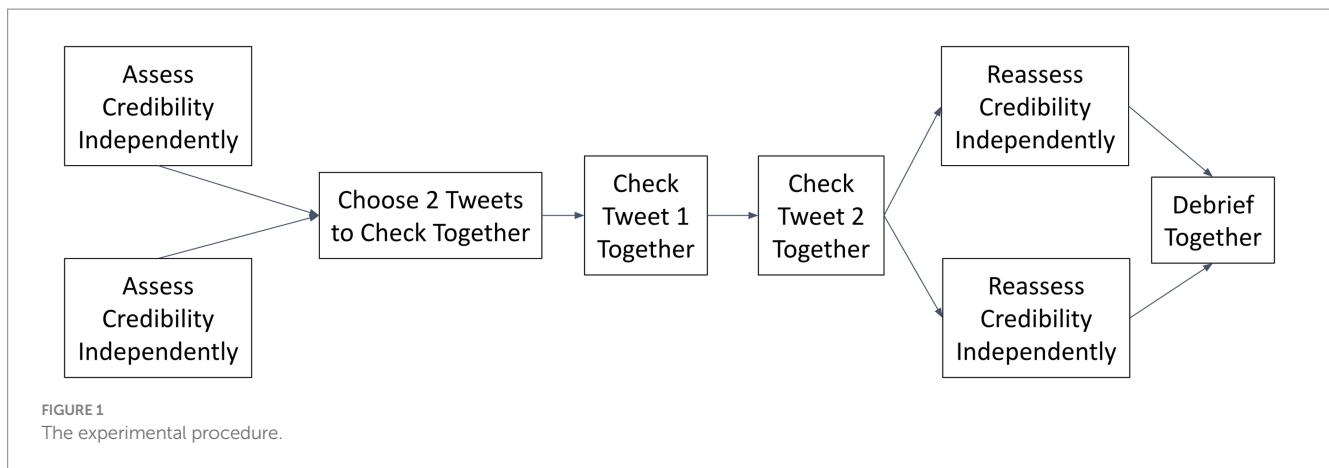 Assess
Credibility
Independently
Assess
Credibility
Independently
Choose 2 Tweets
to Check Together
Check
Tweet 1
Together
Check
Tweet 2
Together
Reassess
Credibility
Independently
Reassess
Credibility
Independently
Debrief
Together
FIGURE 1
The experimental procedure.